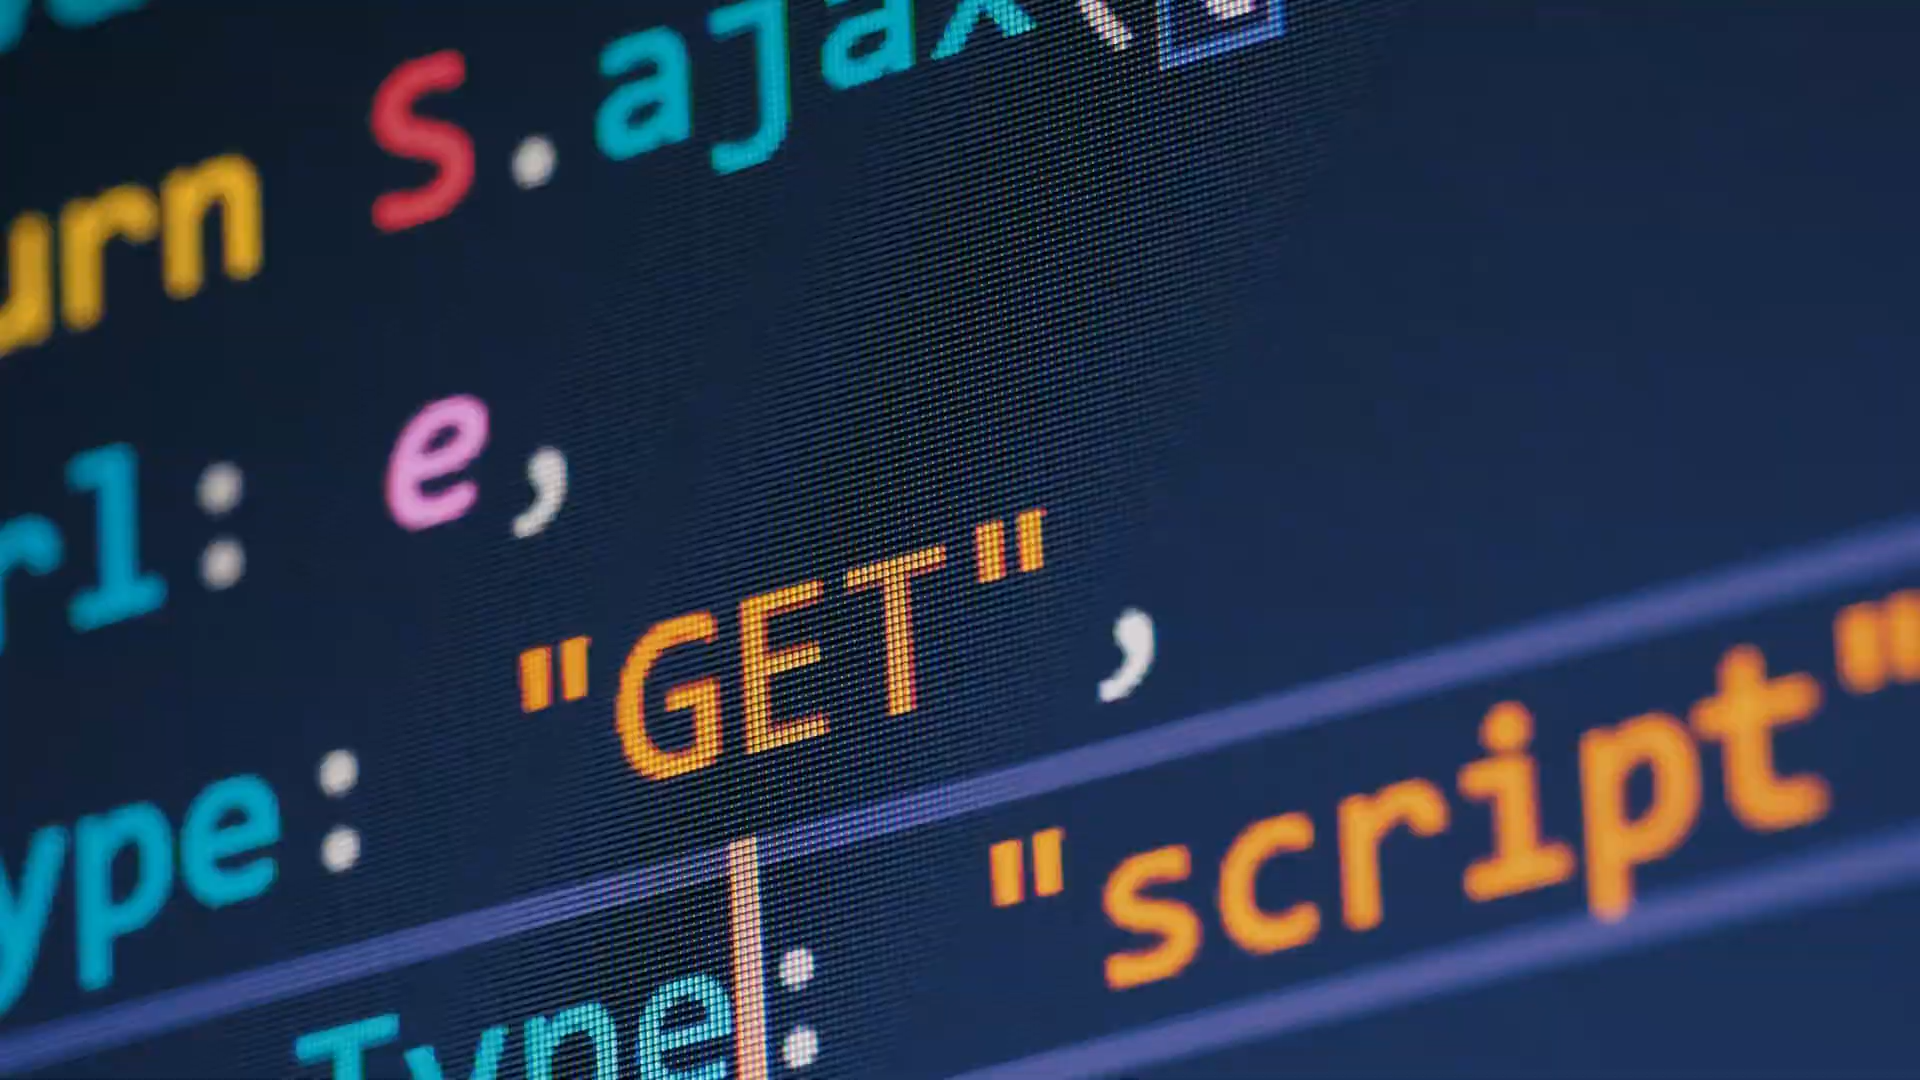 urn S.ajax({
rl: e,
ype: "GET",
Type: "script"